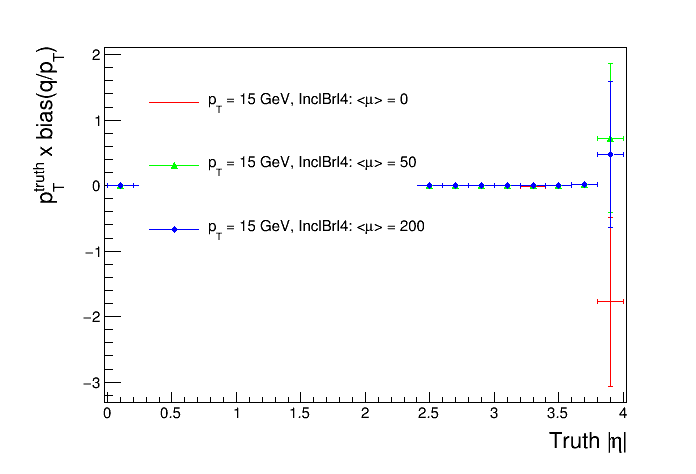 p_T^truth x bias(q/p_T)
2
1
0
−1
−2
−3
p_T = 15 GeV, InclBrl4: <μ> = 0
p_T = 15 GeV, InclBrl4: <μ> = 50
p_T = 15 GeV, InclBrl4: <μ> = 200
0 0.5 1 1.5 2 2.5 3 3.5 4
Truth |η|